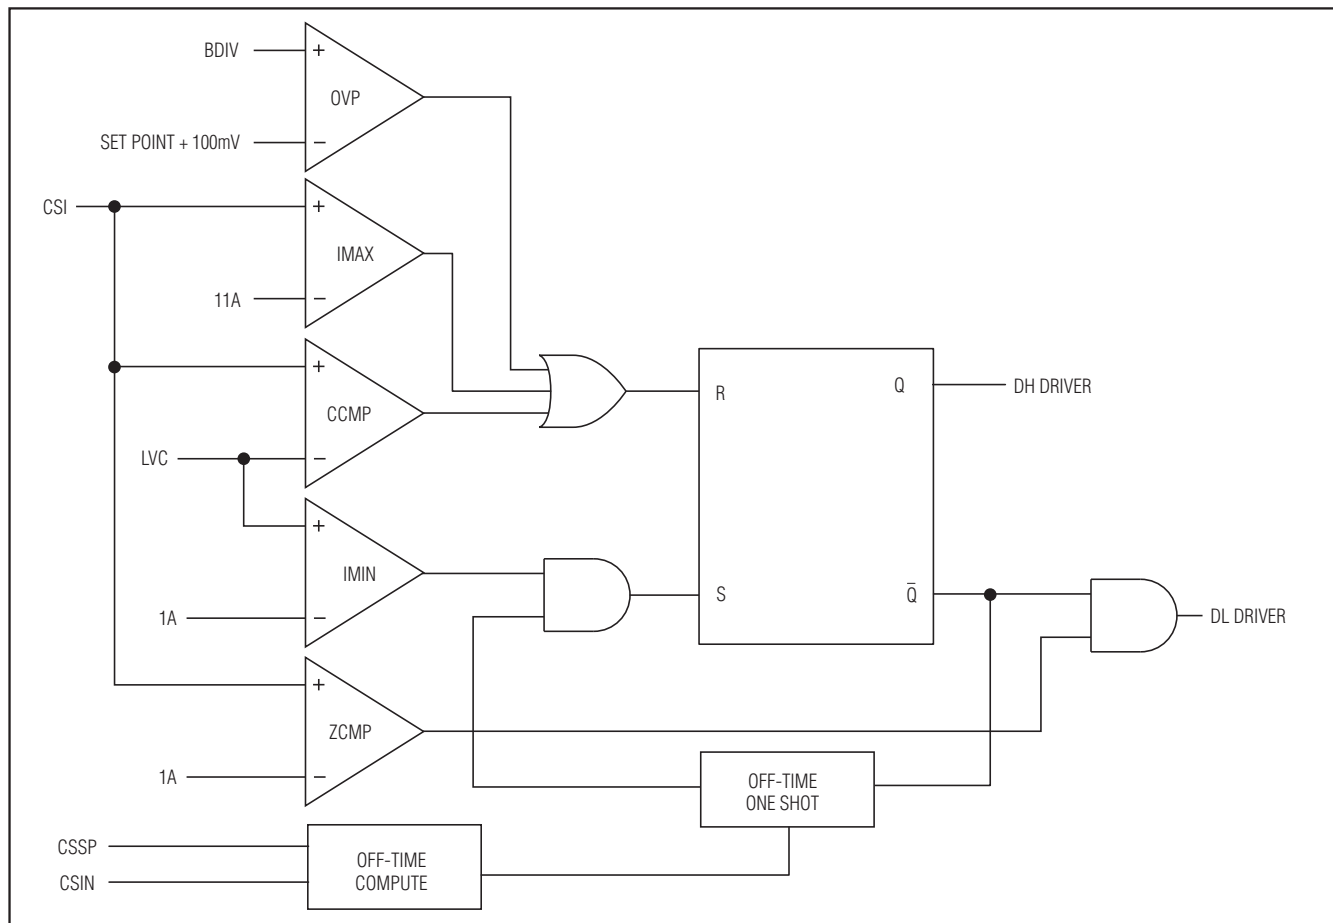 BDIV
+
OVP
SET POINT + 100mV
−
CSI
+
IMAX
11A
−
+
CCMP
LVC
−
R
Q
DH DRIVER
+
IMIN
1A
−
S
Q̅
DL DRIVER
+
ZCMP
1A
−
OFF-TIME
ONE SHOT
CSSP
CSIN
OFF-TIME
COMPUTE